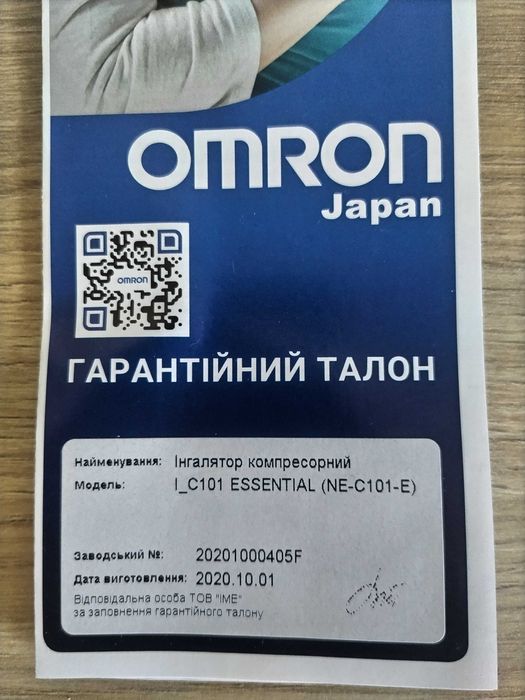 OMRON
Japan
OMRON
ГАРАНТІЙНИЙ ТАЛОН
Найменування: Інгалятор компресорний
Модель: I_C101 ESSENTIAL (NE-C101-E)
Заводський №: 20201000405F
Дата виготовлення: 2020.10.01
Відповідальна особа ТОВ "ІМЕ"
за заповнення гарантійного талону